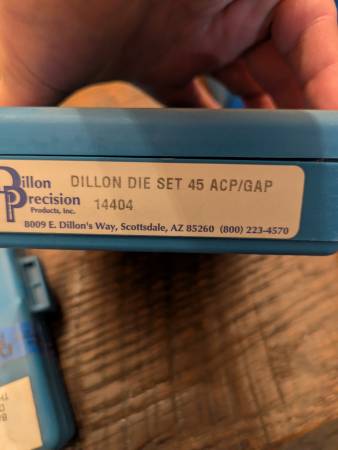 Dillon
Precision
Products, Inc.
DILLON DIE SET 45 ACP/GAP
14404
8009 E. Dillon's Way, Scottsdale, AZ 85260 (800) 223-4570